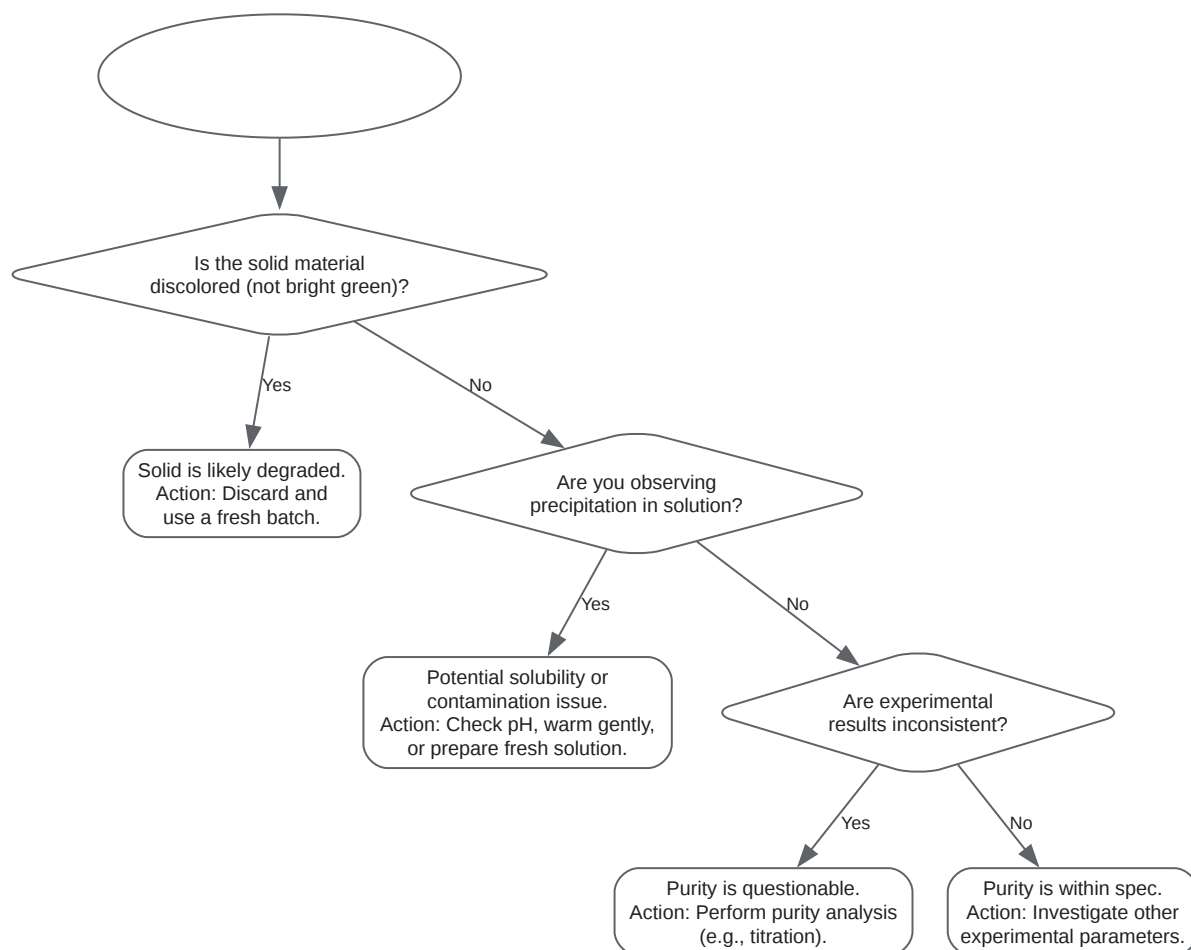 Is the solid material
discolored (not bright green)?
Yes
No
Solid is likely degraded.
Action: Discard and
use a fresh batch.
Are you observing
precipitation in solution?
Yes
No
Potential solubility or
contamination issue.
Action: Check pH, warm gently,
or prepare fresh solution.
Are experimental
results inconsistent?
Yes
No
Purity is questionable.
Action: Perform purity analysis
(e.g., titration).
Purity is within spec.
Action: Investigate other
experimental parameters.